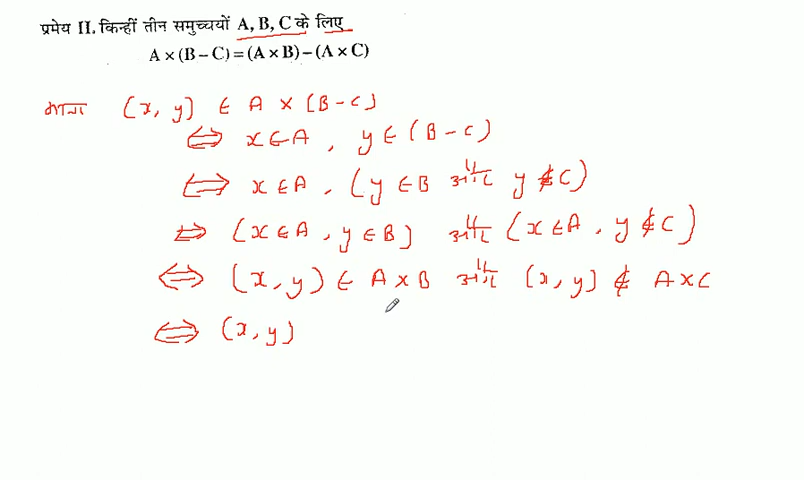 प्रमेय II. किन्हीं तीन समुच्चयों A, B, C के लिए
A × (B – C) = (A × B) – (A × C)
माना (x, y) ∈ A × (B - C)
⇔ x ∈ A, y ∈ (B - C)
⇔ x ∈ A, (y ∈ B और y ∉ C)
⇔ (x ∈ A, y ∈ B) और (x ∈ A, y ∉ C)
⇔ (x, y) ∈ A × B और (x, y) ∉ A × C
⇔ (x, y)